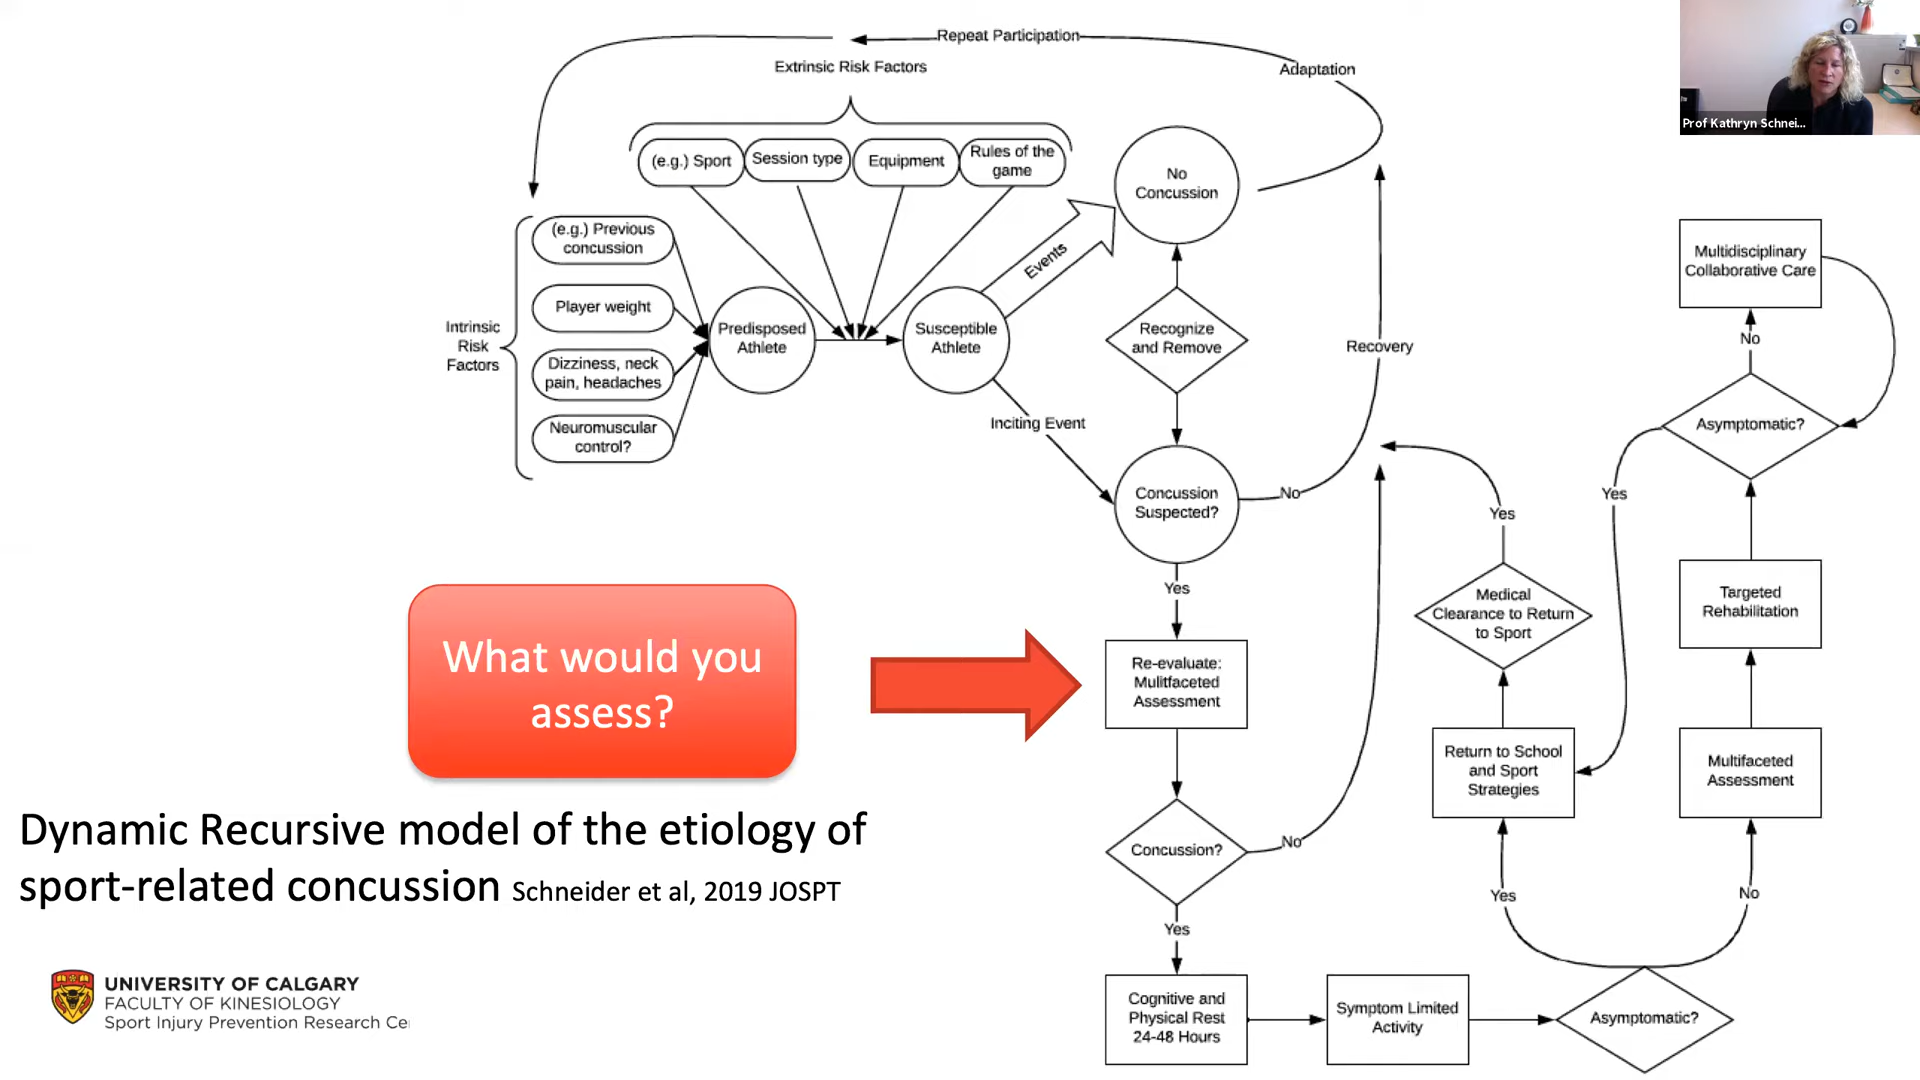 Repeat Participation
Extrinsic Risk Factors
Adaptation
Prof Kathryn Schnei...
(e.g.) Sport
Session type
Equipment
Rules of the
game
No
Concussion
(e.g.) Previous
concussion
Player weight
Dizziness, neck
pain, headaches
Neuromuscular
control?
Intrinsic
Risk
Factors
Predisposed
Athlete
Susceptible
Athlete
Events
Inciting Event
Recognize
and Remove
Recovery
Concussion
Suspected?
No
Yes
Re-evaluate:
Mulitfaceted
Assessment
Concussion?
No
Yes
Cognitive and
Physical Rest
24-48 Hours
Symptom Limited
Activity
Asymptomatic?
Yes
No
Return to School
and Sport
Strategies
Medical
Clearance to Return
to Sport
Yes
Multifaceted
Assessment
Targeted
Rehabilitation
Asymptomatic?
Yes
No
Multidisciplinary
Collaborative Care
What would you
assess?
Dynamic Recursive model of the etiology of
sport-related concussion Schneider et al, 2019 JOSPT
UNIVERSITY OF CALGARY
FACULTY OF KINESIOLOGY
Sport Injury Prevention Research Ce